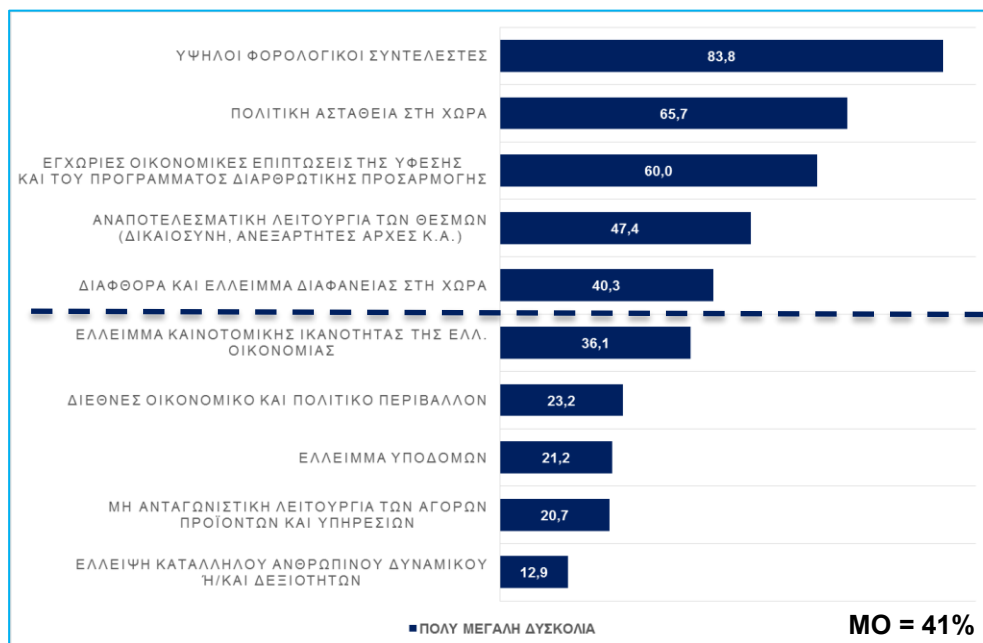 ΥΨΗΛΟΙ ΦΟΡΟΛΟΓΙΚΟΙ ΣΥΝΤΕΛΕΣΤΕΣ
83,8
ΠΟΛΙΤΙΚΗ ΑΣΤΑΘΕΙΑ ΣΤΗ ΧΩΡΑ
65,7
ΕΓΧΩΡΙΕΣ ΟΙΚΟΝΟΜΙΚΕΣ ΕΠΙΠΤΩΣΕΙΣ ΤΗΣ ΥΦΕΣΗΣ
ΚΑΙ ΤΟΥ ΠΡΟΓΡΑΜΜΑΤΟΣ ΔΙΑΡΘΡΩΤΙΚΗΣ ΠΡΟΣΑΡΜΟΓΗΣ
60,0
ΑΝΑΠΟΤΕΛΕΣΜΑΤΙΚΗ ΛΕΙΤΟΥΡΓΙΑ ΤΩΝ ΘΕΣΜΩΝ
(ΔΙΚΑΙΟΣΥΝΗ, ΑΝΕΞΑΡΤΗΤΕΣ ΑΡΧΕΣ Κ.Α.)
47,4
ΔΙΑΦΘΟΡΑ ΚΑΙ ΕΛΛΕΙΜΜΑ ΔΙΑΦΑΝΕΙΑΣ ΣΤΗ ΧΩΡΑ
40,3
ΕΛΛΕΙΜΜΑ ΚΑΙΝΟΤΟΜΙΚΗΣ ΙΚΑΝΟΤΗΤΑΣ ΤΗΣ ΕΛΛ.
ΟΙΚΟΝΟΜΙΑΣ
36,1
ΔΙΕΘΝΕΣ ΟΙΚΟΝΟΜΙΚΟ ΚΑΙ ΠΟΛΙΤΙΚΟ ΠΕΡΙΒΑΛΛΟΝ
23,2
ΕΛΛΕΙΜΜΑ ΥΠΟΔΟΜΩΝ
21,2
ΜΗ ΑΝΤΑΓΩΝΙΣΤΙΚΗ ΛΕΙΤΟΥΡΓΙΑ ΤΩΝ ΑΓΟΡΩΝ
ΠΡΟΪΟΝΤΩΝ ΚΑΙ ΥΠΗΡΕΣΙΩΝ
20,7
ΕΛΛΕΙΨΗ ΚΑΤΑΛΛΗΛΟΥ ΑΝΘΡΩΠΙΝΟΥ ΔΥΝΑΜΙΚΟΥ
Ή/ΚΑΙ ΔΕΞΙΟΤΗΤΩΝ
12,9
ΠΟΛΥ ΜΕΓΑΛΗ ΔΥΣΚΟΛΙΑ
ΜΟ = 41%